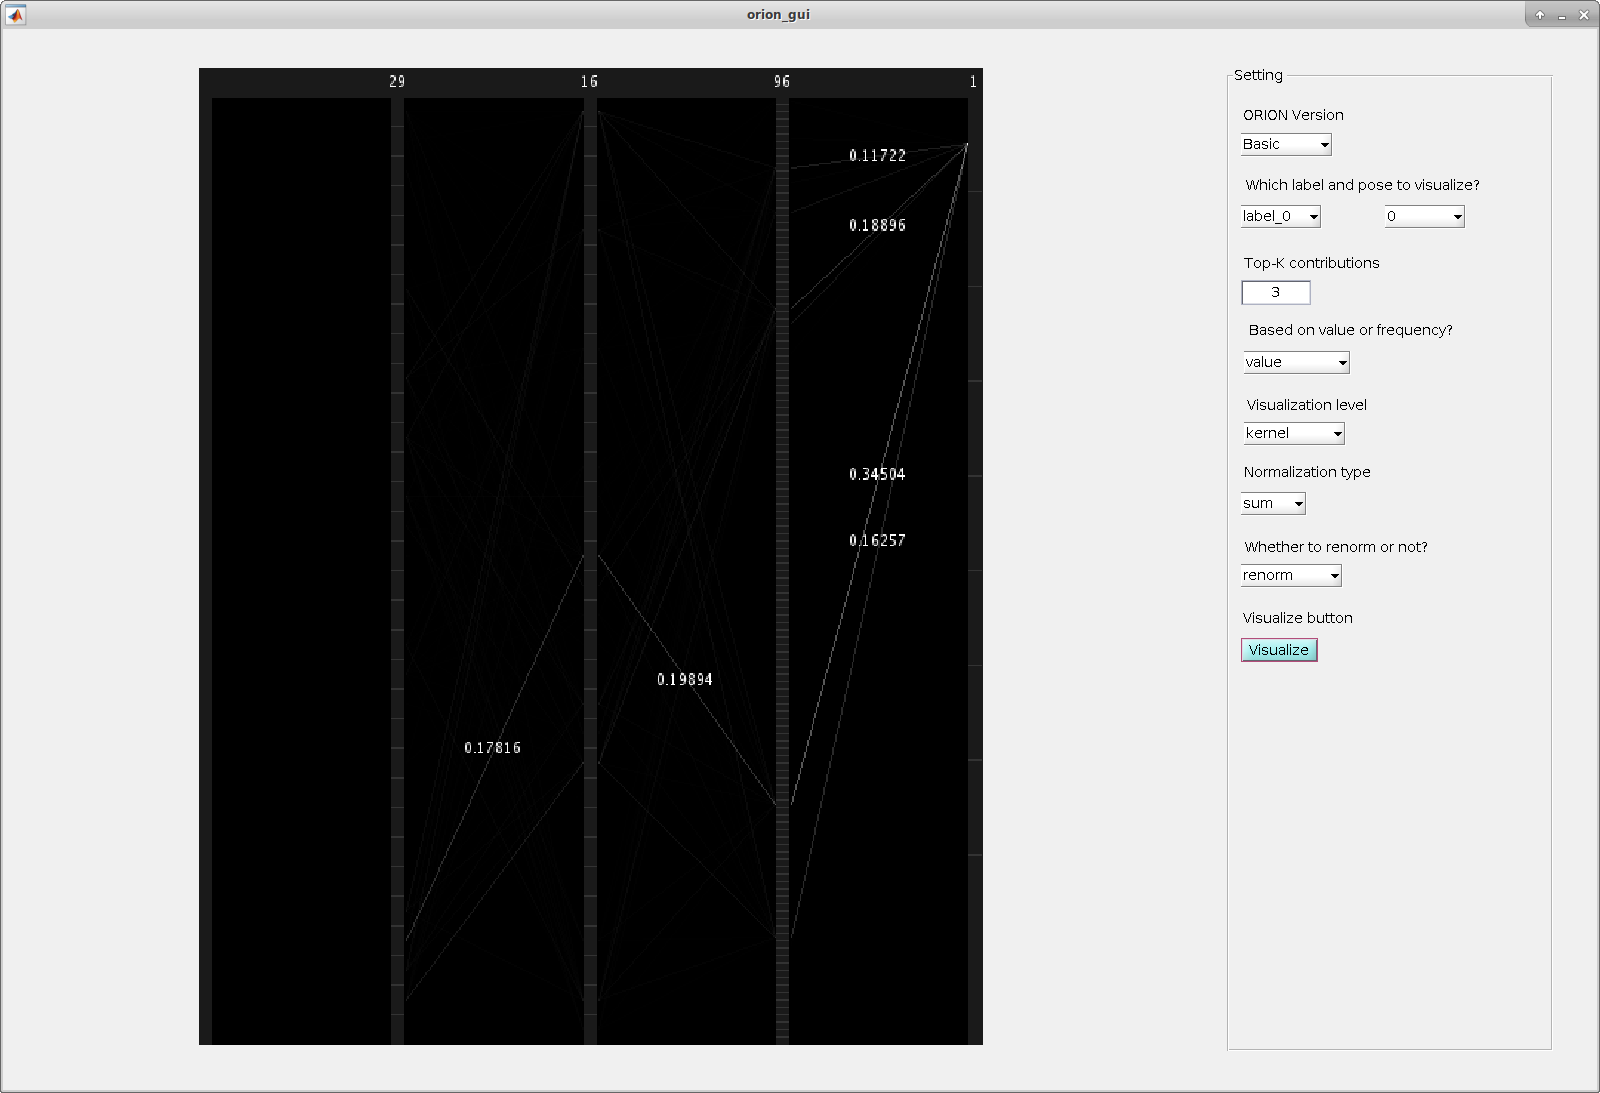 orion_gui
29 16 96 1
0.11722
0.18896
0.34504
0.16257
0.19894
0.17816
Setting
ORION Version
Basic
Which label and pose to visualize?
label_0 0
Top-K contributions
3
Based on value or frequency?
value
Visualization level
kernel
Normalization type
sum
Whether to renorm or not?
renorm
Visualize button
Visualize